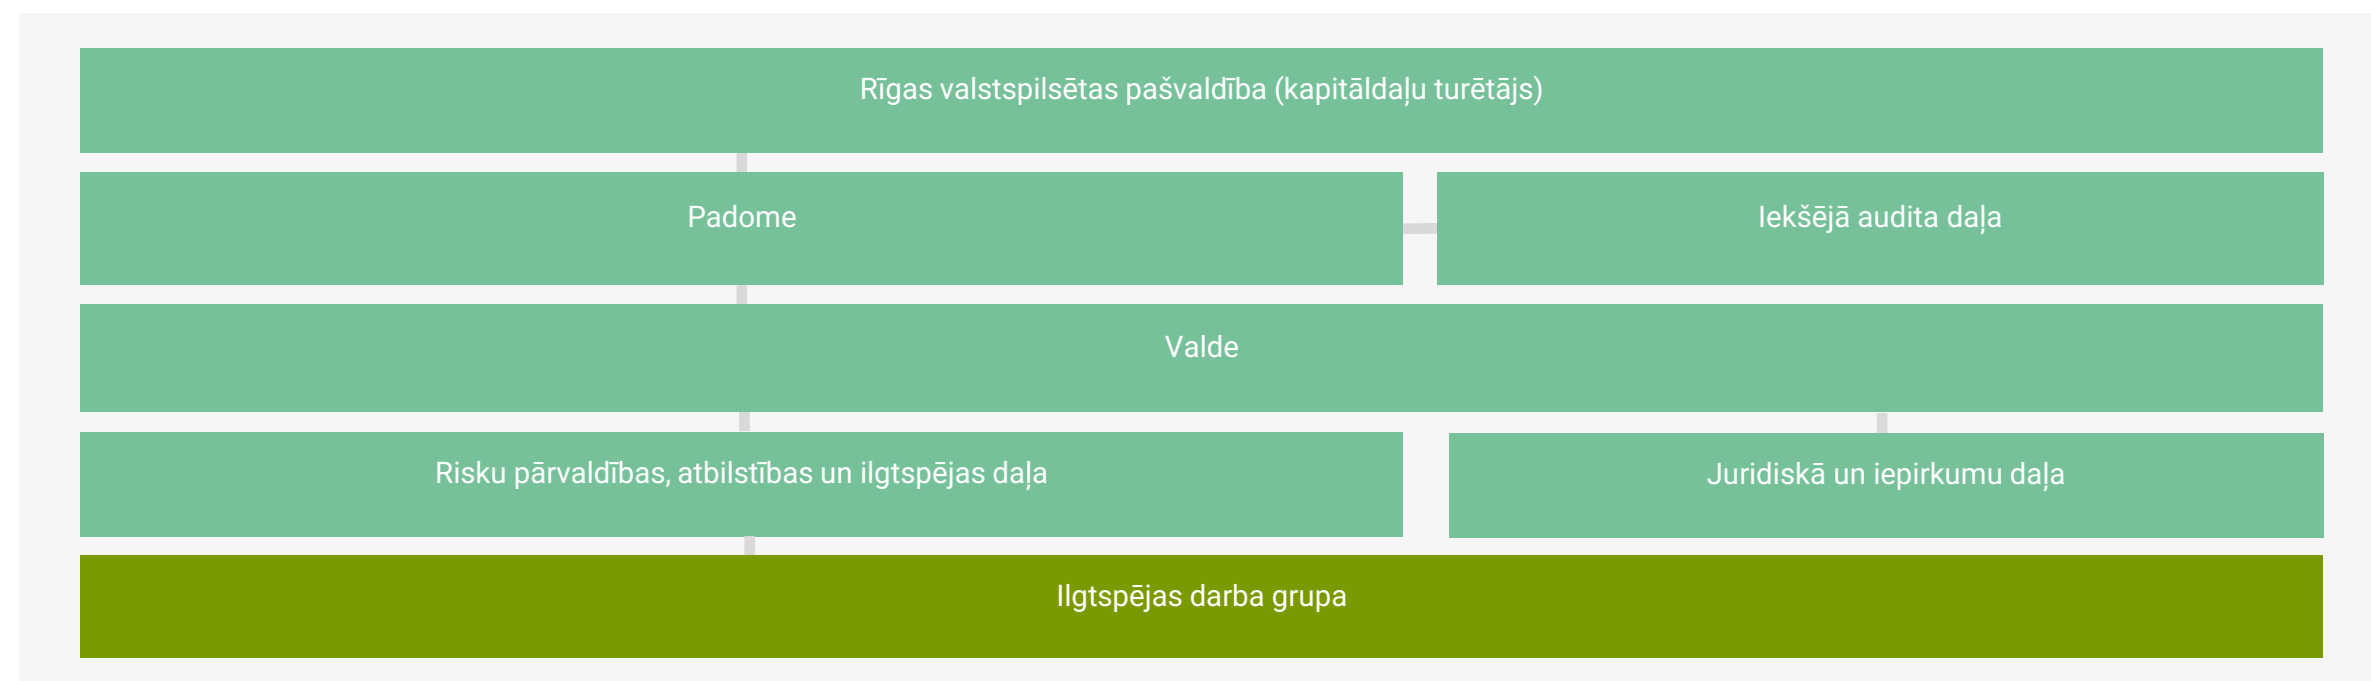 Rīgas valstspilsētas pašvaldība (kapitāldaļu turētājs)
Padome
Iekšējā audita daļa
Valde
Risku pārvaldības, atbilstības un ilgtspējas daļa
Juridiskā un iepirkumu daļa
Ilgtspējas darba grupa